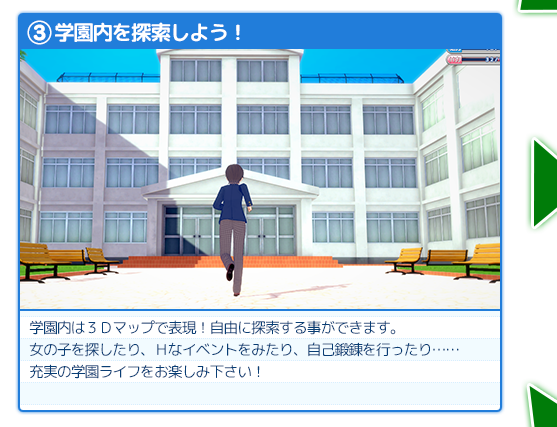 ③学園内を探索しよう！
学園内は３Ｄマップで表現！自由に探索する事ができます。
女の子を探したり、Ｈなイベントをみたり、自己鍛錬を行ったり……
充実の学園ライフをお楽しみ下さい！